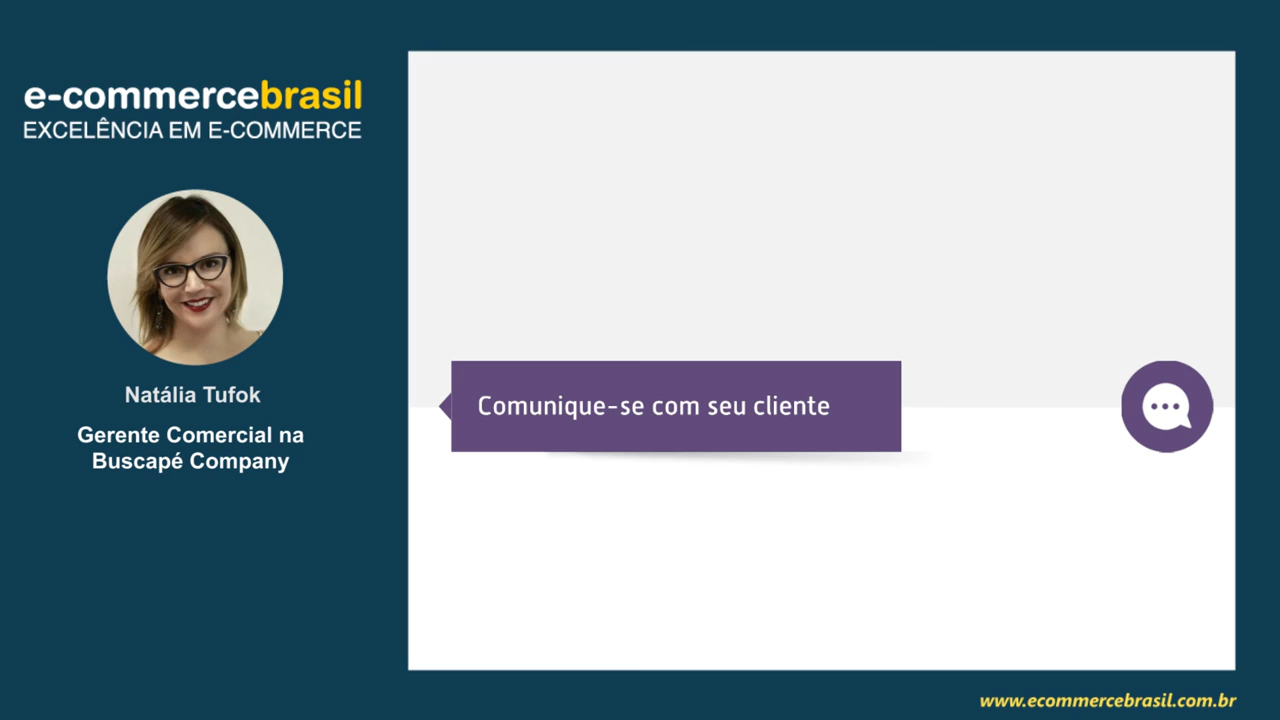 e-commercebrasil
EXCELÊNCIA EM E-COMMERCE
Natália Tufok
Gerente Comercial na
Buscapé Company
Comunique-se com seu cliente
www.ecommercebrasil.com.br